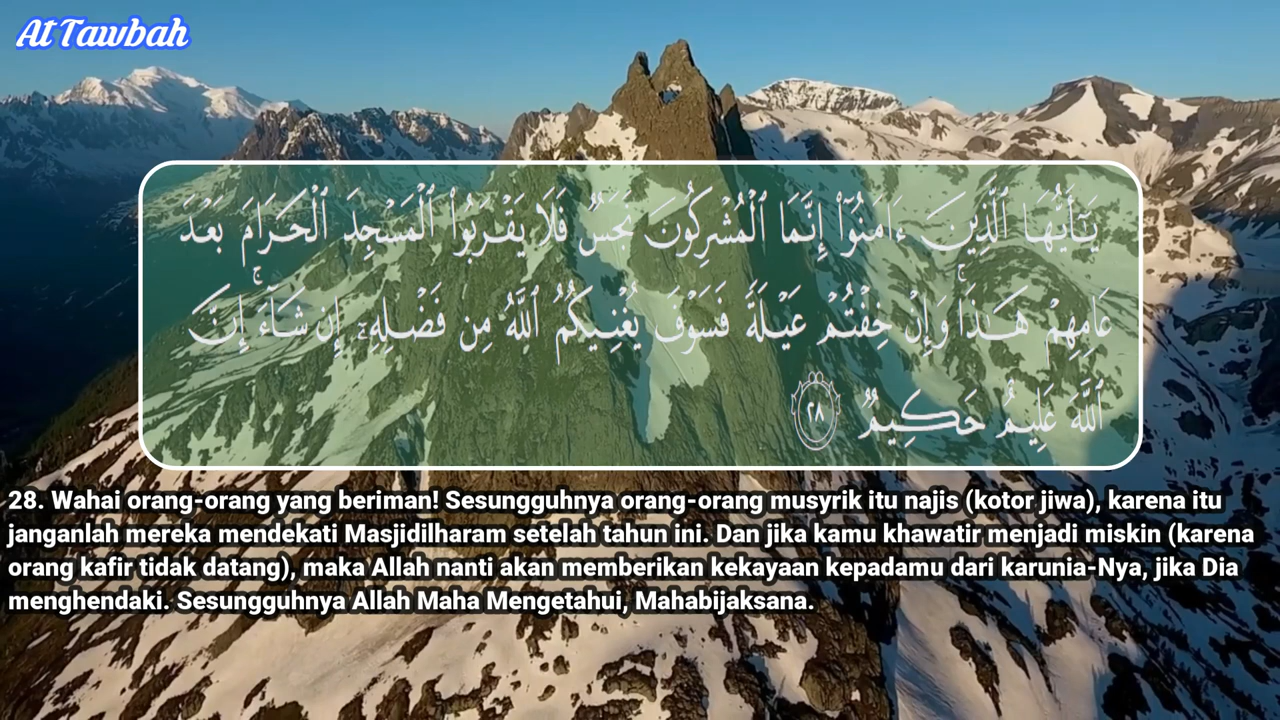 At Tawbah
يَـٰٓأَيُّهَا ٱلَّذِينَ ءَامَنُوٓا۟ إِنَّمَا ٱلْمُشْرِكُونَ نَجَسٌ فَلَا يَقْرَبُوا۟ ٱلْمَسْجِدَ ٱلْحَرَامَ بَعْدَ
عَامِهِمْ هَـٰذَا ۚ وَإِنْ خِفْتُمْ عَيْلَةً فَسَوْفَ يُغْنِيكُمُ ٱللَّهُ مِن فَضْلِهِۦٓ إِن شَآءَ ۚ إِنَّ
ٱللَّهَ عَلِيمٌ حَكِيمٌ ٢٨
28. Wahai orang-orang yang beriman! Sesungguhnya orang-orang musyrik itu najis (kotor jiwa), karena itu
janganlah mereka mendekati Masjidilharam setelah tahun ini. Dan jika kamu khawatir menjadi miskin (karena
orang kafir tidak datang), maka Allah nanti akan memberikan kekayaan kepadamu dari karunia-Nya, jika Dia
menghendaki. Sesungguhnya Allah Maha Mengetahui, Mahabijaksana.